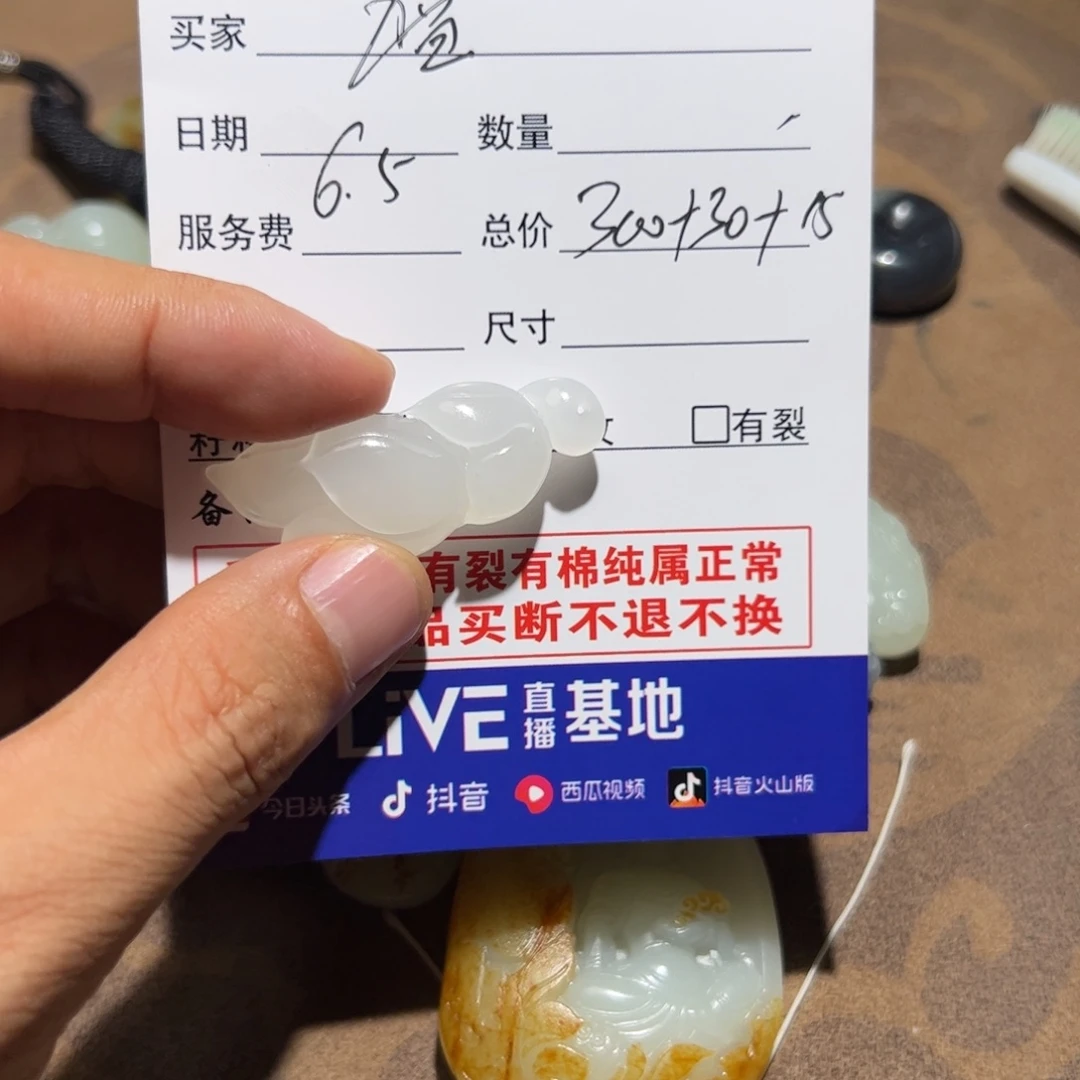 买家
日期 6.5 数量
服务费 总价 300+30+15
尺寸
有裂
备
有裂有棉纯属正常
品买断不退不换
LiVE 直播 基地
今日头条 抖音 西瓜视频 抖音火山版